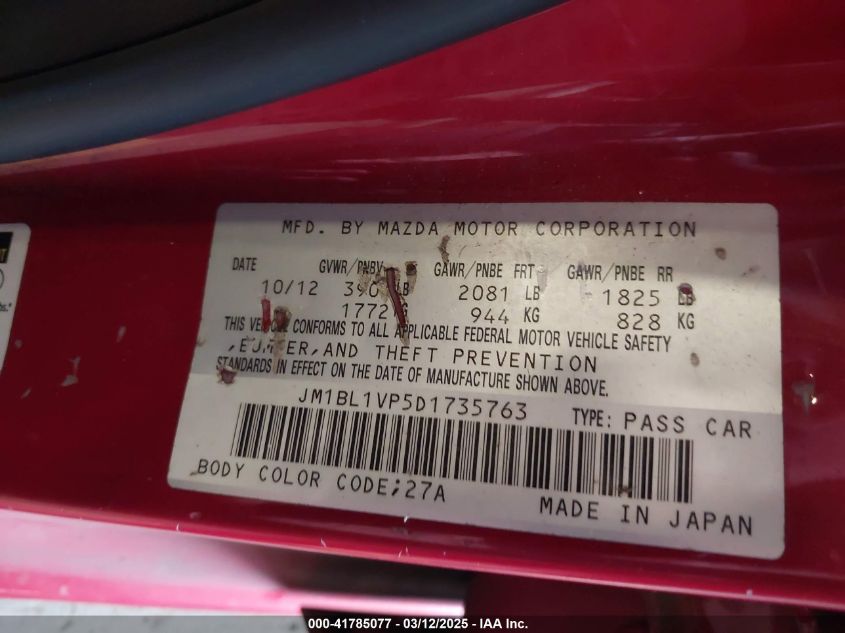 MFD. BY MAZDA MOTOR CORPORATION
DATE GVWR/PNBV GAWR/PNBE FRT GAWR/PNBE RR
10/12 LB 2081 LB 1825 LB
1772 944 KG 828 KG
THIS CONFORMS TO ALL APPLICABLE FEDERAL MOTOR VEHICLE SAFETY
,AND THEFT PREVENTION
STANDARDS IN EFFECT ON THE DATE OF MANUFACTURE SHOWN ABOVE.
JM1BL1VP5D1735763 TYPE: PASS CAR
BODY COLOR CODE;27A
MADE IN JAPAN
000-41785077 - 03/12/2025 - IAA Inc.